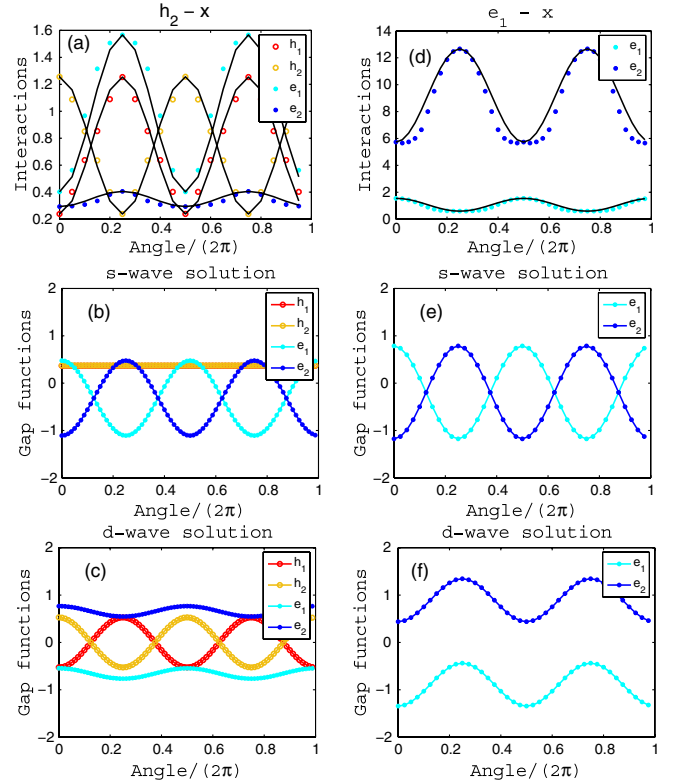 h2 – x
(a)
h1
h2
e1
e2
Interactions
1.6
1.4
1.2
1
0.8
0.6
0.4
0.2
0 0.2 0.4 0.6 0.8 1
Angle/(2π)
s-wave solution
(b)
h1
h2
e1
e2
Gap functions
2
1
0
−1
−2
0 0.2 0.4 0.6 0.8 1
Angle/(2π)
d-wave solution
(c)
h1
h2
e1
e2
Gap functions
2
1
0
−1
−2
0 0.2 0.4 0.6 0.8 1
Angle/(2π)
e1 – x
(d)
e1
e2
Interactions
14
12
10
8
6
4
2
0
0 0.2 0.4 0.6 0.8 1
Angle/(2π)
s-wave solution
(e)
e1
e2
Gap functions
2
1
0
−1
−2
0 0.2 0.4 0.6 0.8 1
Angle/(2π)
d-wave solution
(f)
e1
e2
Gap functions
2
1
0
−1
−2
0 0.2 0.4 0.6 0.8 1
Angle/(2π)